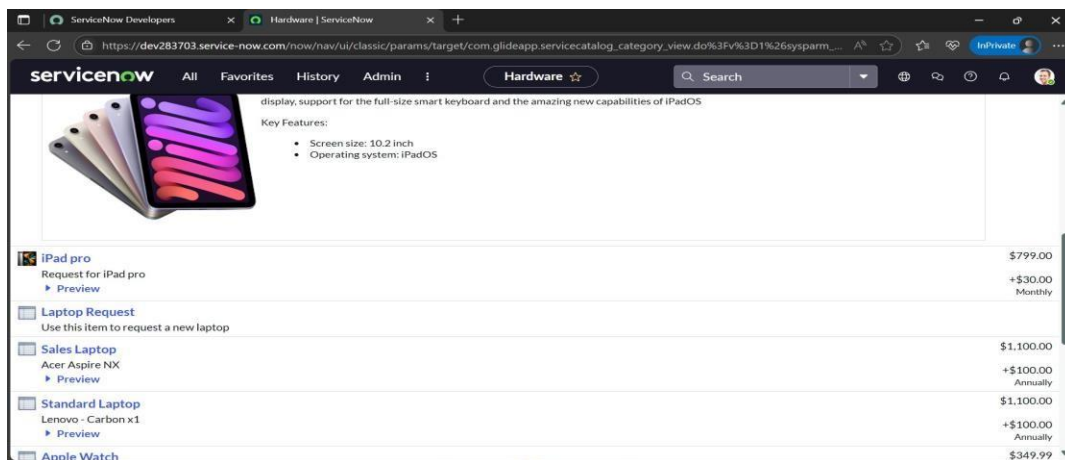 ServiceNow Developers
Hardware | ServiceNow
https://dev283703.service-now.com/now/nav/ui/classic/params/target/com.glideapp.servicecatalog_category_view.do%3Fv%3D1%26sysparm_...
InPrivate
servicenow All Favorites History Admin Hardware Search
display, support for the full-size smart keyboard and the amazing new capabilities of iPadOS
Key Features:
• Screen size: 10.2 inch
• Operating system: iPadOS
iPad pro $799.00
Request for iPad pro +$30.00
Preview Monthly
Laptop Request
Use this item to request a new laptop
Sales Laptop $1,100.00
Acer Aspire NX +$100.00
Preview Annually
Standard Laptop $1,100.00
Lenovo - Carbon x1 +$100.00
Preview Annually
Apple Watch $349.99